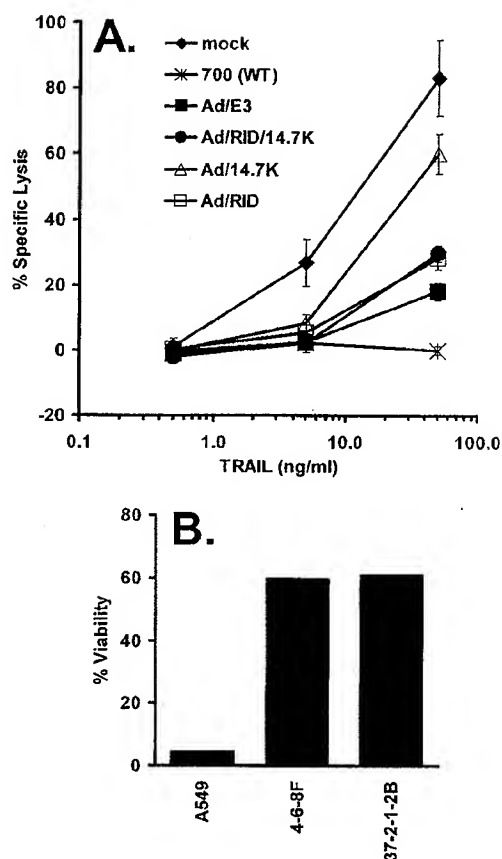 A.
mock
700 (WT)
Ad/E3
Ad/RID/14.7K
Ad/14.7K
Ad/RID
% Specific Lysis
100
80
60
40
20
0
-20
0.1
1.0
10.0
100.0
TRAIL (ng/ml)
B.
% Viability
80
60
40
20
0
A549
4-6-8F
37-2-1-2B